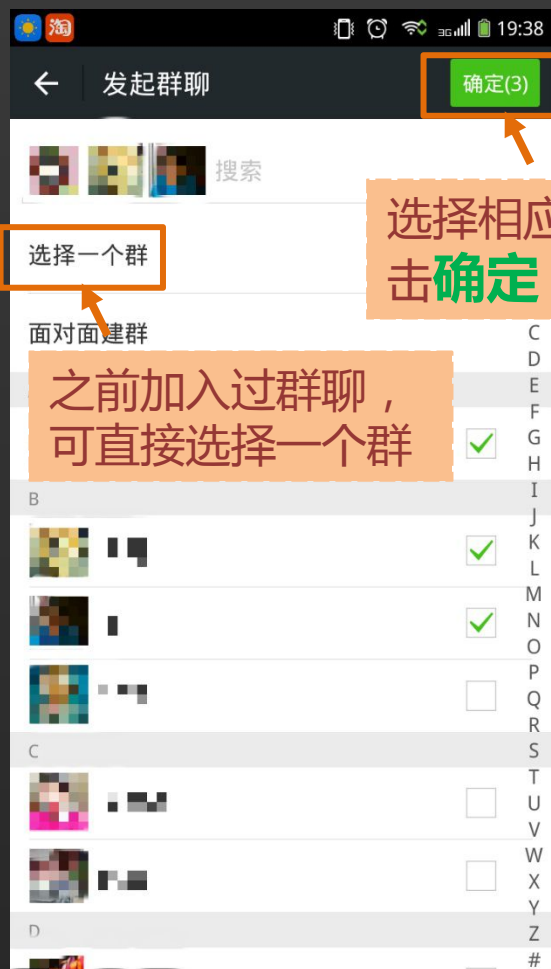 淘
3G
19:38
发起群聊
确定(3)
搜索
选择相应
击确定
选择一个群
面对面建群
之前加入过群聊，
可直接选择一个群
B
C
D
C
D
E
F
G
H
I
J
K
L
M
N
O
P
Q
R
S
T
U
V
W
X
Y
Z
#